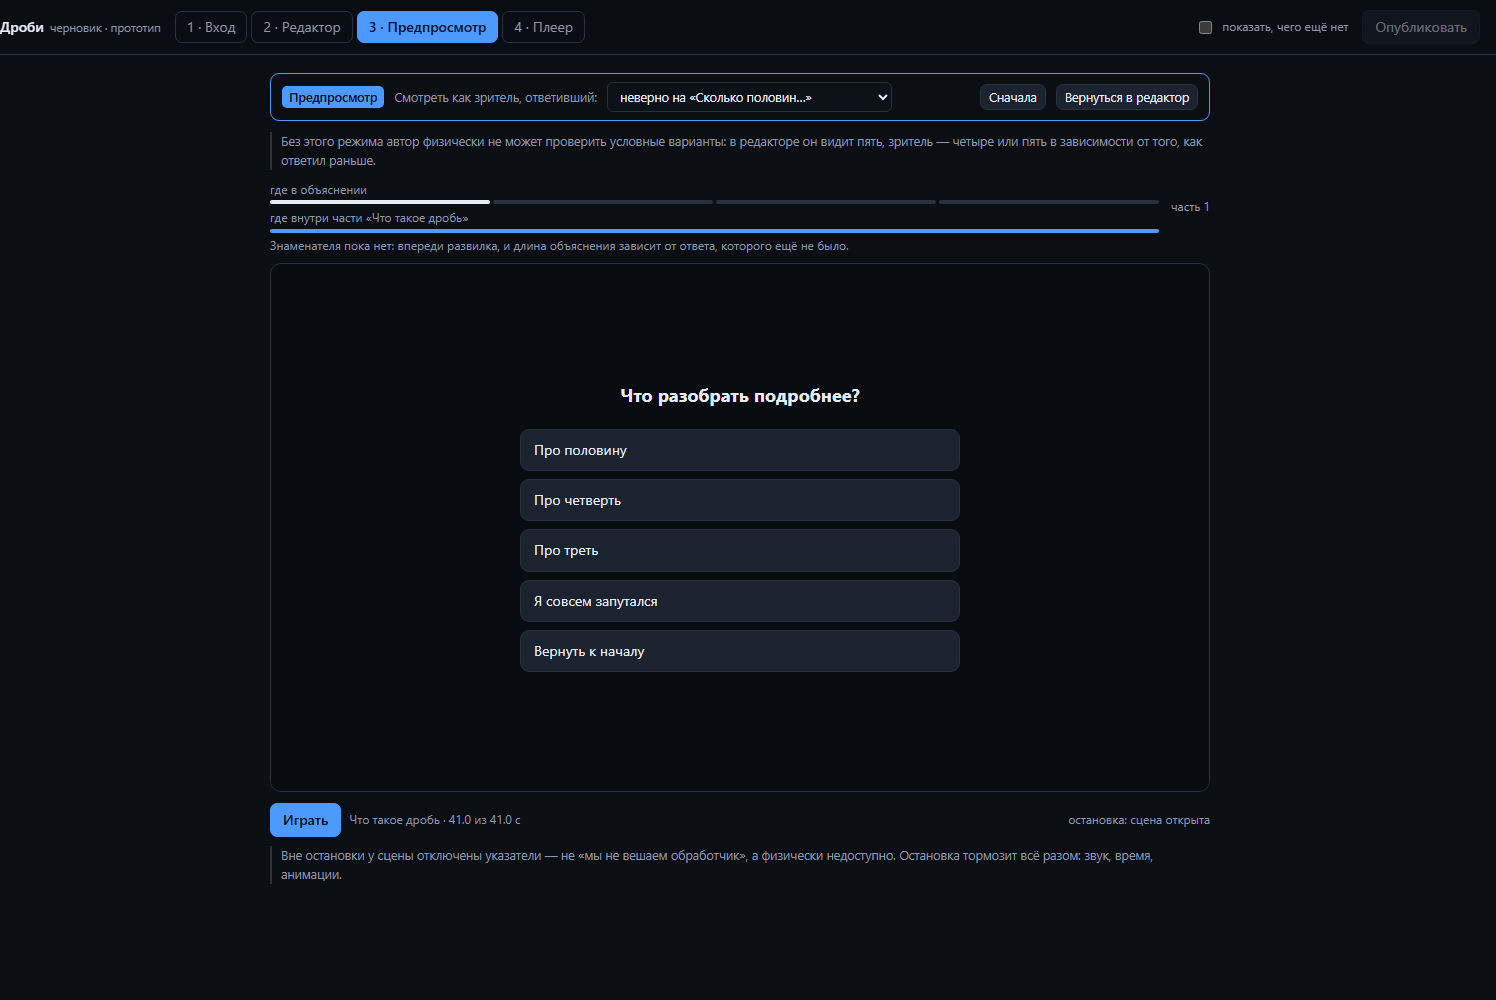 Дроби черновик · прототип 1 · Вход 2 · Редактор 3 · Предпросмотр 4 · Плеер показать, чего ещё нет Опубликовать
Предпросмотр Смотреть как зритель, ответивший: неверно на «Сколько половин…» Сначала Вернуться в редактор
Без этого режима автор физически не может проверить условные варианты: в редакторе он видит пять, зритель — четыре или пять в зависимости от того, как
ответил раньше.
где в объяснении
часть 1
где внутри части «Что такое дробь»
Знаменателя пока нет: впереди развилка, и длина объяснения зависит от ответа, которого ещё не было.
Что разобрать подробнее?
Про половину
Про четверть
Про треть
Я совсем запутался
Вернуть к началу
Играть Что такое дробь · 41.0 из 41.0 с остановка: сцена открыта
Вне остановки у сцены отключены указатели — не «мы не вешаем обработчик», а физически недоступно. Остановка тормозит всё разом: звук, время,
анимации.